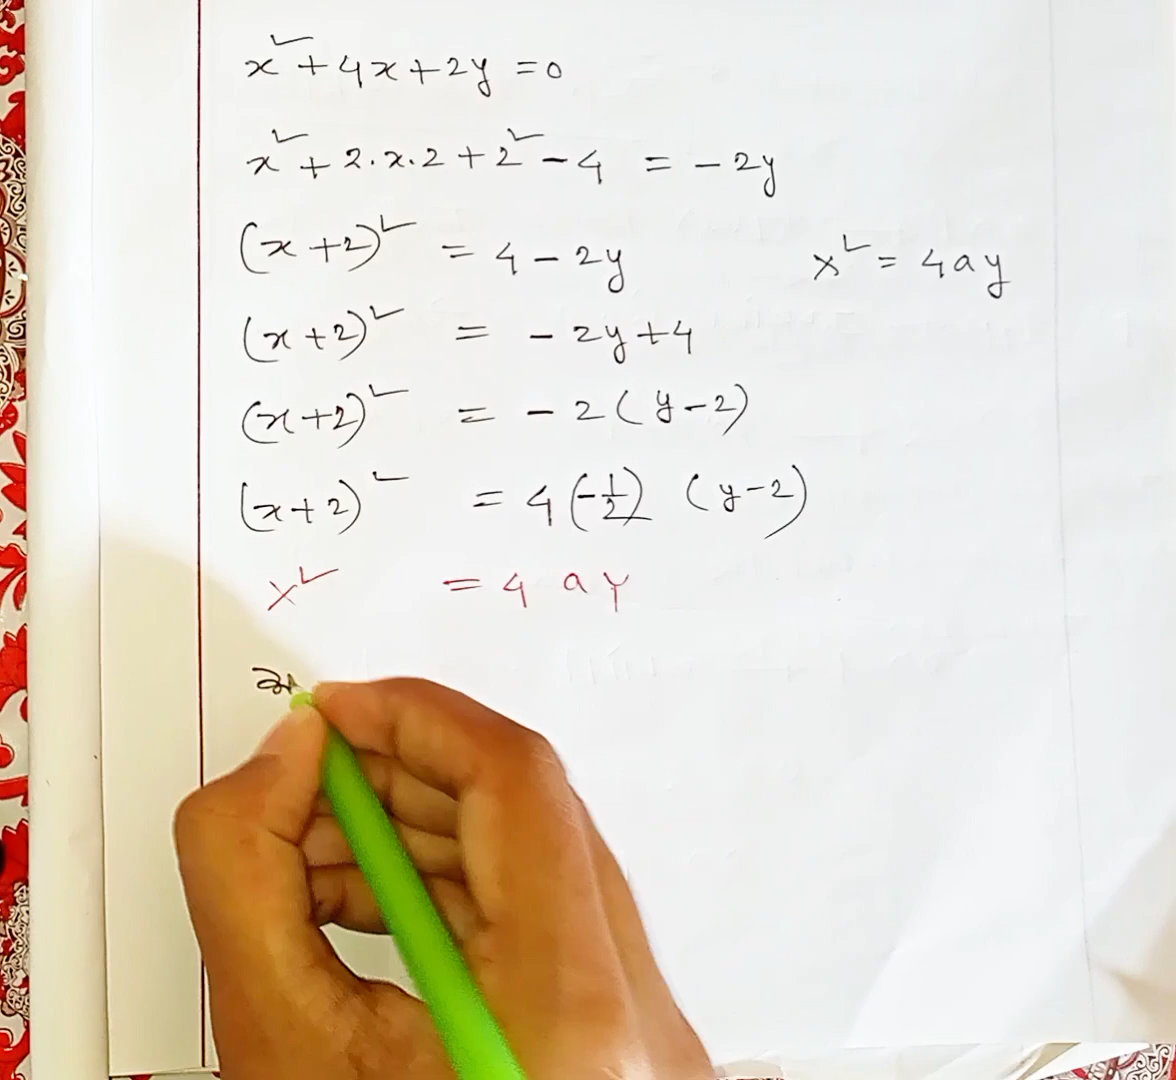 x² + 4x + 2y = 0
x² + 2.x.2 + 2² - 4 = - 2y
(x + 2)² = 4 - 2y
x² = 4ay
(x + 2)² = - 2y + 4
(x + 2)² = - 2 (y - 2)
(x + 2)² = 4 (-1/2) (y - 2)
X² = 4 a Y